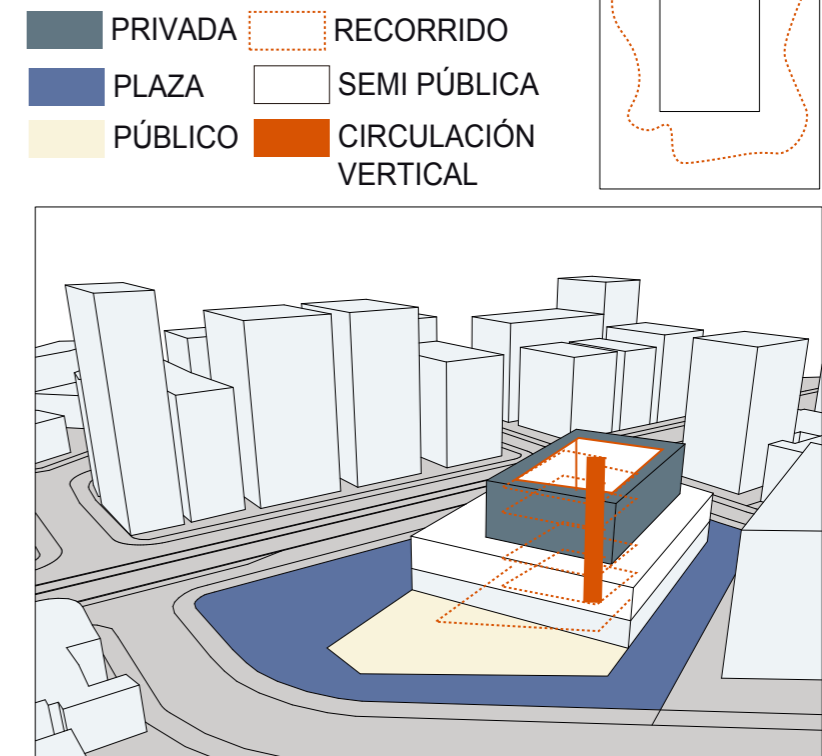 PRIVADA
RECORRIDO
PLAZA
SEMI PÚBLICA
PÚBLICO
CIRCULACIÓN
VERTICAL